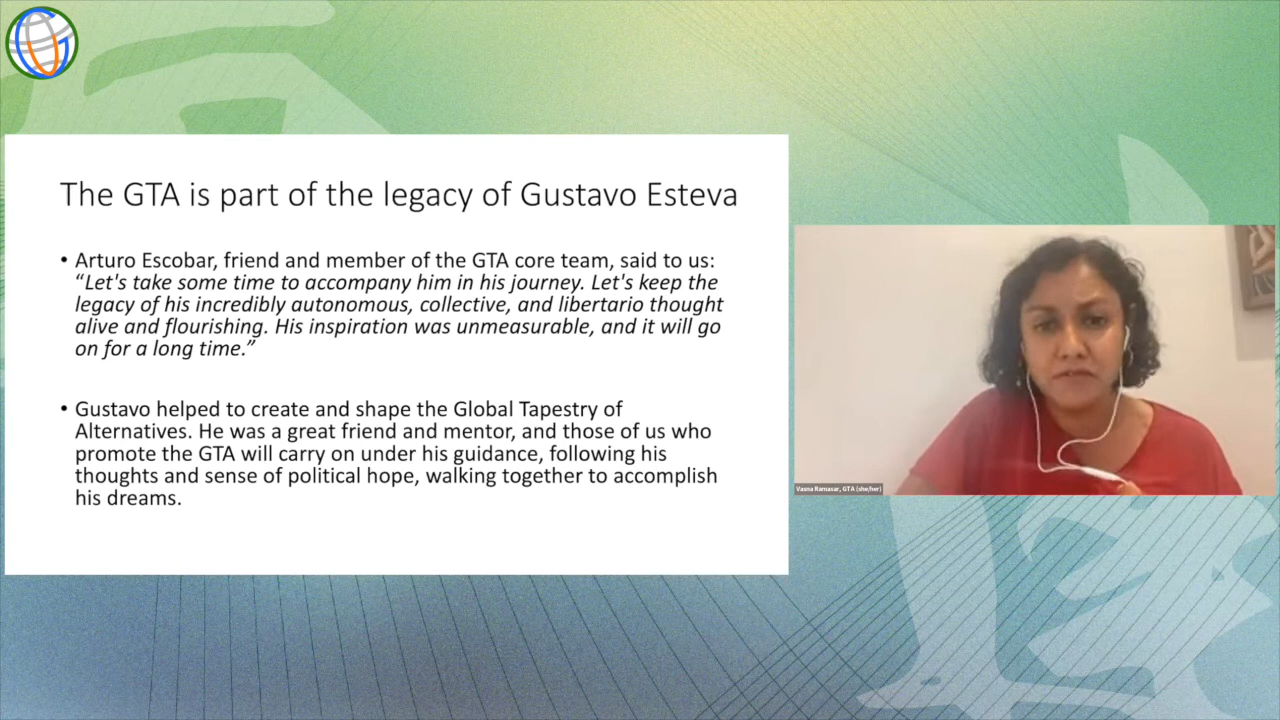 The GTA is part of the legacy of Gustavo Esteva
• Arturo Escobar, friend and member of the GTA core team, said to us:
“Let's take some time to accompany him in his journey. Let's keep the
legacy of his incredibly autonomous, collective, and libertario thought
alive and flourishing. His inspiration was unmeasurable, and it will go
on for a long time.”
• Gustavo helped to create and shape the Global Tapestry of
Alternatives. He was a great friend and mentor, and those of us who
promote the GTA will carry on under his guidance, following his
thoughts and sense of political hope, walking together to accomplish
his dreams.
Vasna Ramasar, GTA (she/her)